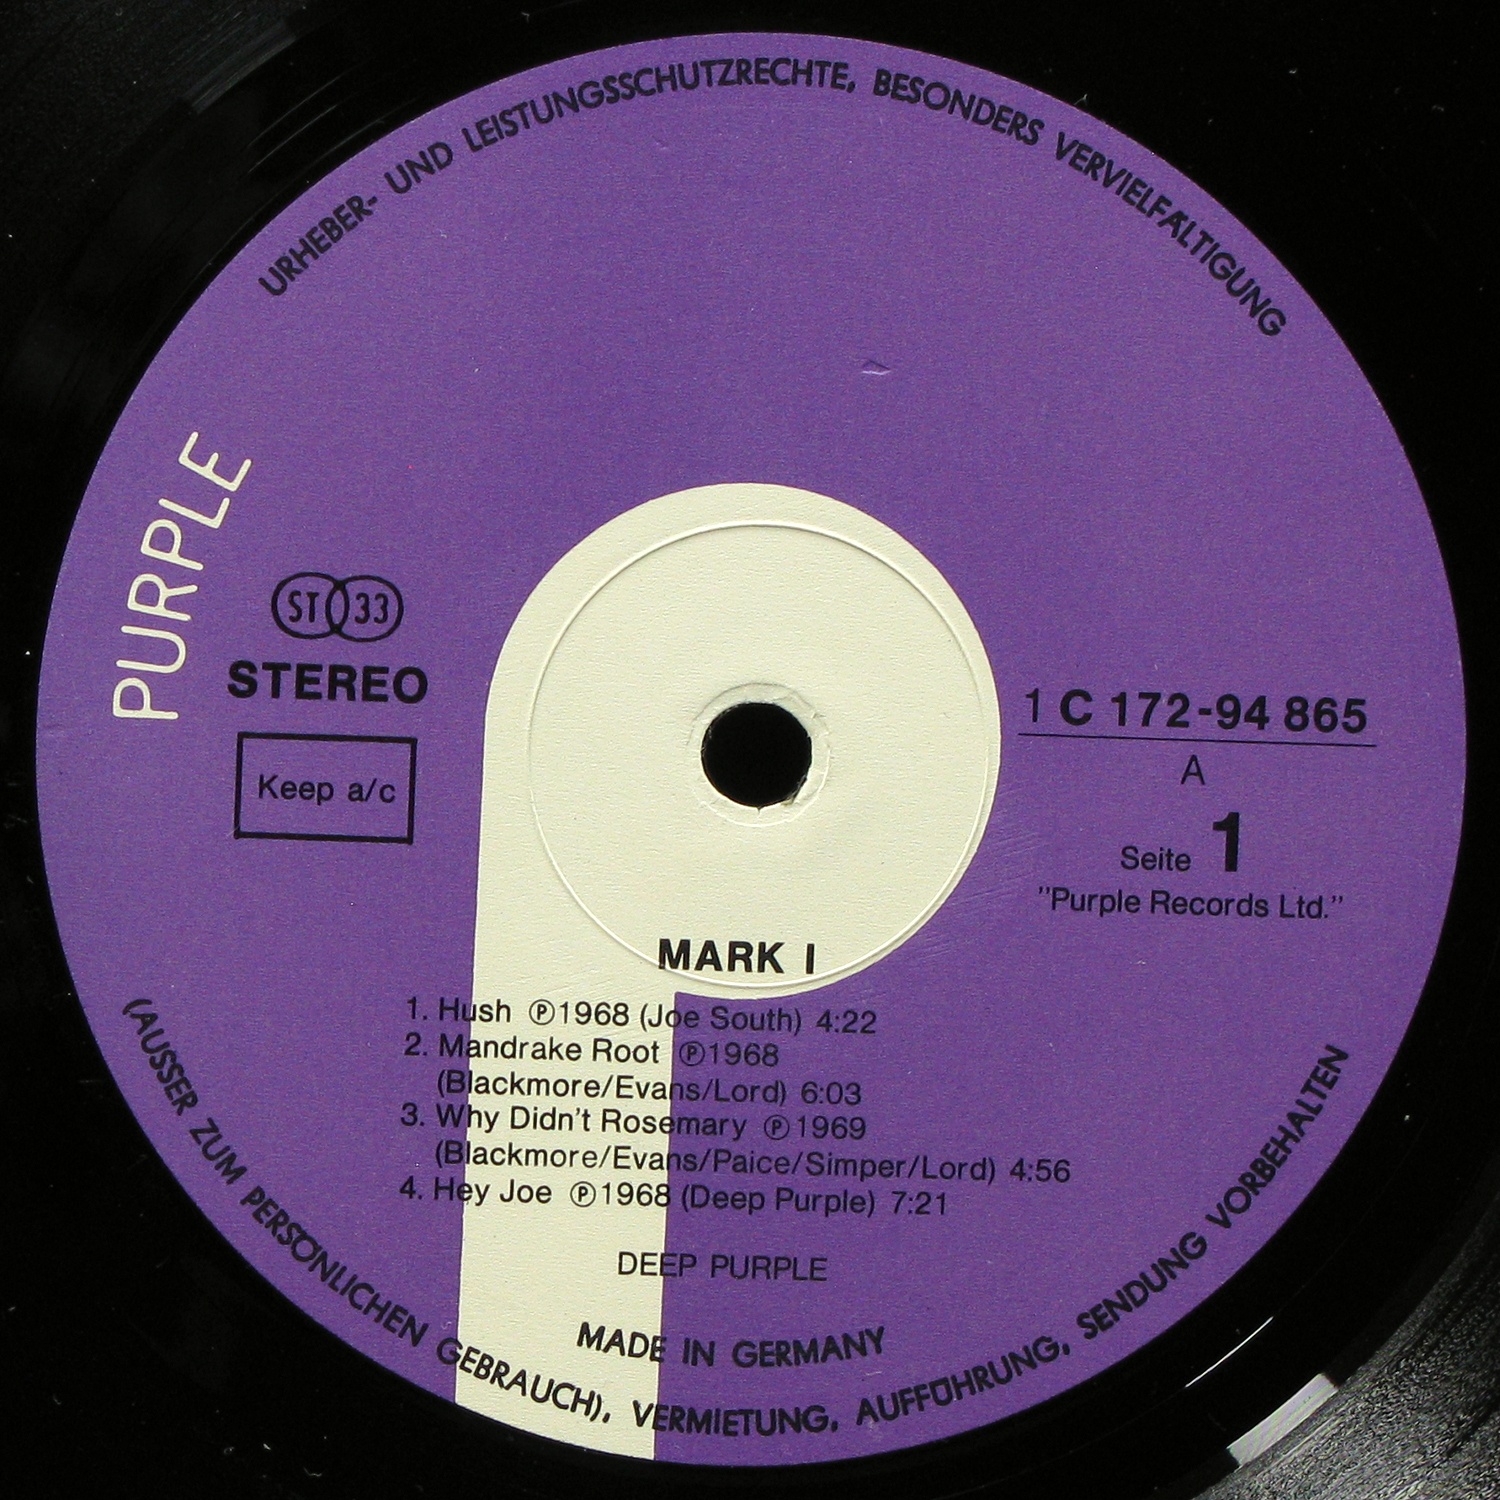 URHEBER- UND LEISTUNGSSCHUTZRECHTE, BESONDERS VERVIELFÄLTIGUNG
PURPLE
ST 33
STEREO
Keep a/c
1 C 172-94 865
A
Seite 1
"Purple Records Ltd."
MARK I
1. Hush ℗1968 (Joe South) 4:22
2. Mandrake Root ℗1968
(Blackmore/Evans/Lord) 6:03
3. Why Didn't Rosemary ℗1969
(Blackmore/Evans/Paice/Simper/Lord) 4:56
4. Hey Joe ℗1968 (Deep Purple) 7:21
DEEP PURPLE
MADE IN GERMANY
(AUSSER ZUM PERSÖNLICHEN GEBRAUCH), VERMIETUNG, AUFFÜHRUNG, SENDUNG VORBEHALTEN